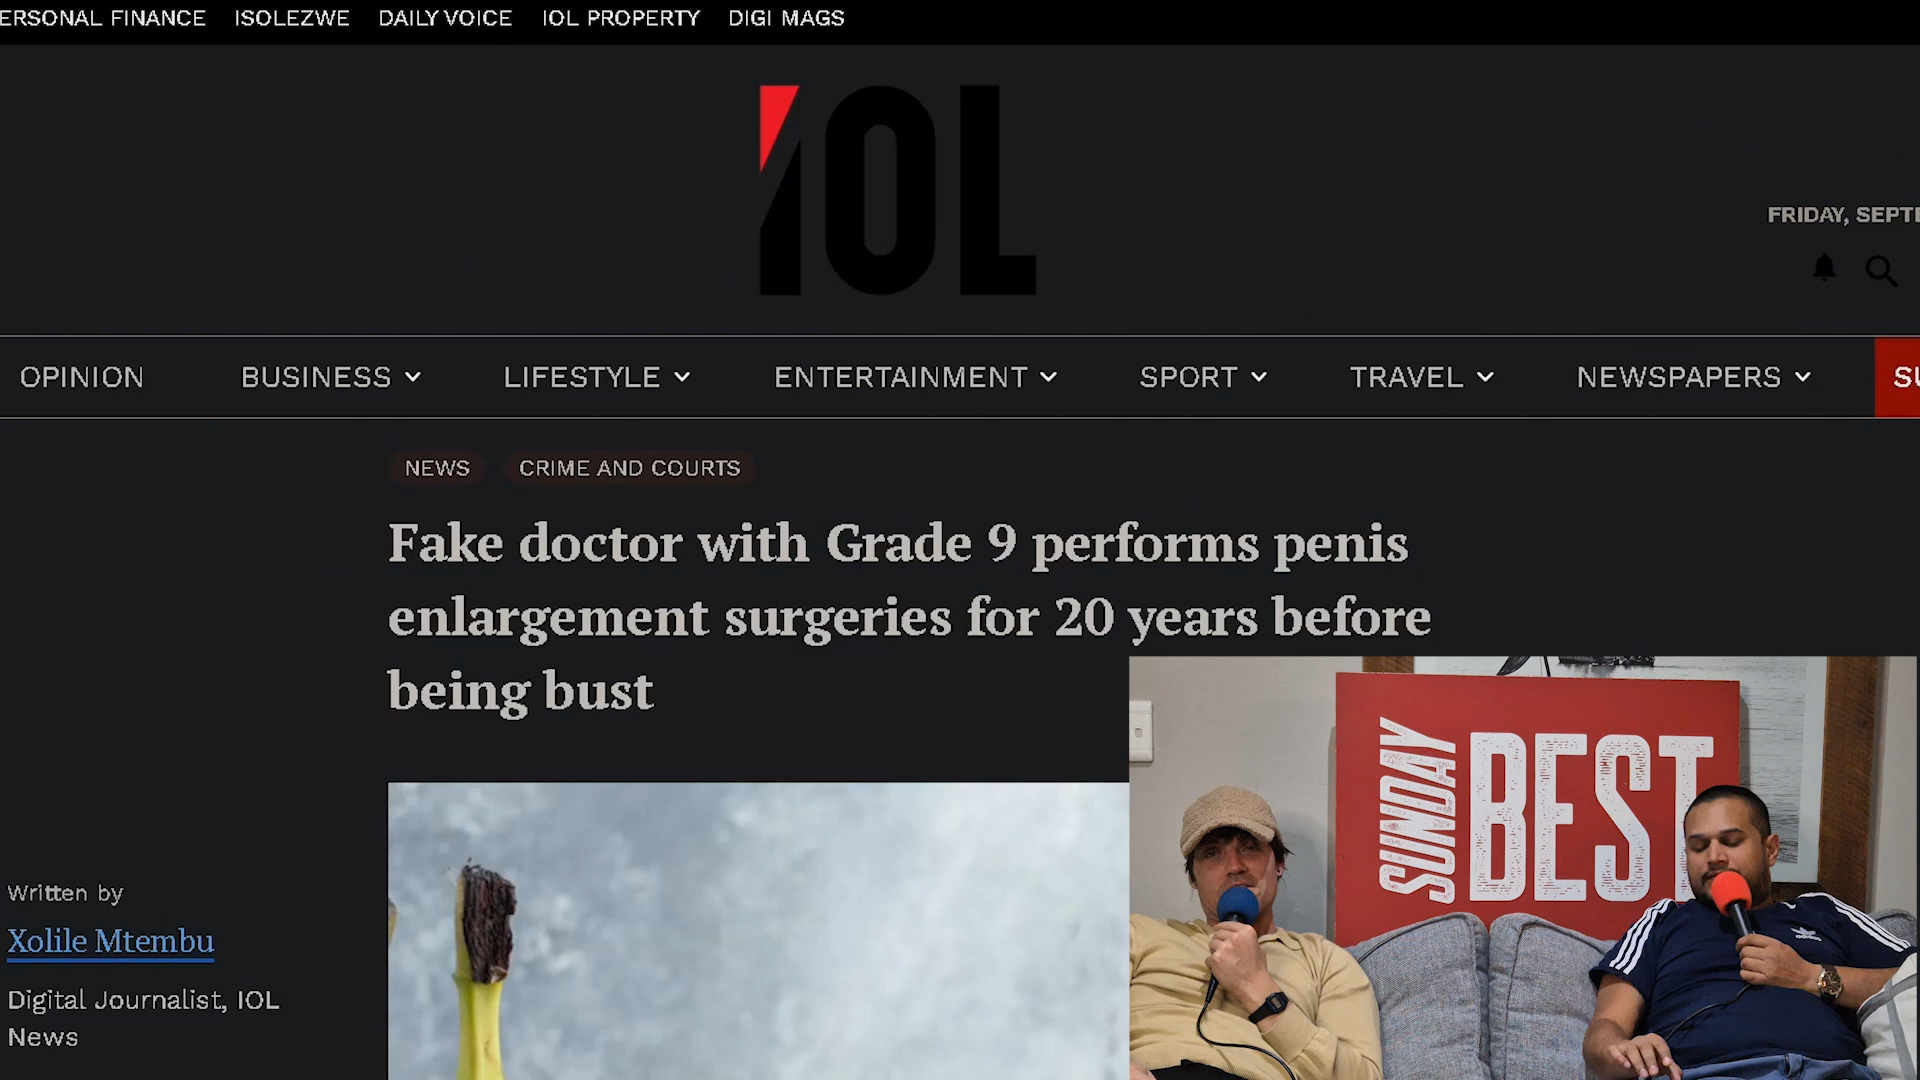 ERSONAL FINANCE ISOLEZWE DAILY VOICE IOL PROPERTY DIGI MAGS
IOL
FRIDAY, SEPTE
OPINION BUSINESS LIFESTYLE ENTERTAINMENT SPORT TRAVEL NEWSPAPERS SU
NEWS CRIME AND COURTS
Fake doctor with Grade 9 performs penis
enlargement surgeries for 20 years before
being bust
Written by
Xolile Mtembu
Digital Journalist, IOL
News
SUNDAY
BEST
adidas